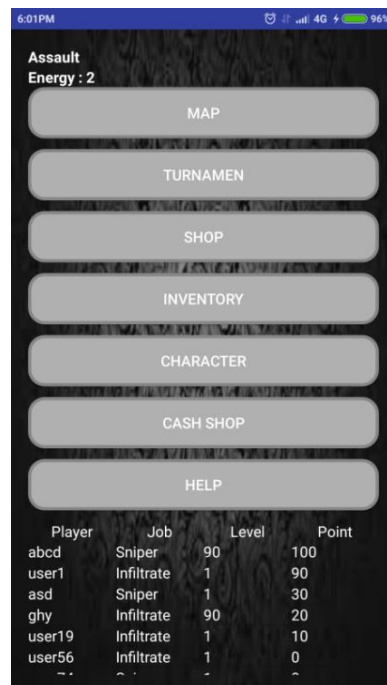 6:01PM 4G 96%
Assault
Energy : 2
MAP
TURNAMEN
SHOP
INVENTORY
CHARACTER
CASH SHOP
HELP
Player Job Level Point
abcd Sniper 90 100
user1 Infiltrate 1 90
asd Sniper 1 30
ghy Infiltrate 90 20
user19 Infiltrate 1 10
user56 Infiltrate 1 0